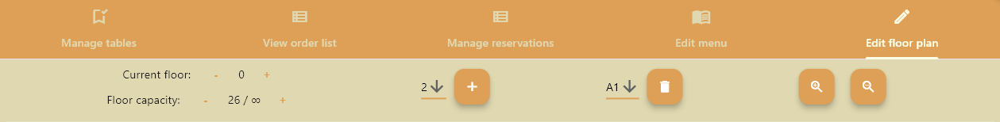 Manage tables
View order list
Manage reservations
Edit menu
Edit floor plan
Current floor: - 0 +
Floor capacity: - 26 / ∞ +
2
A1